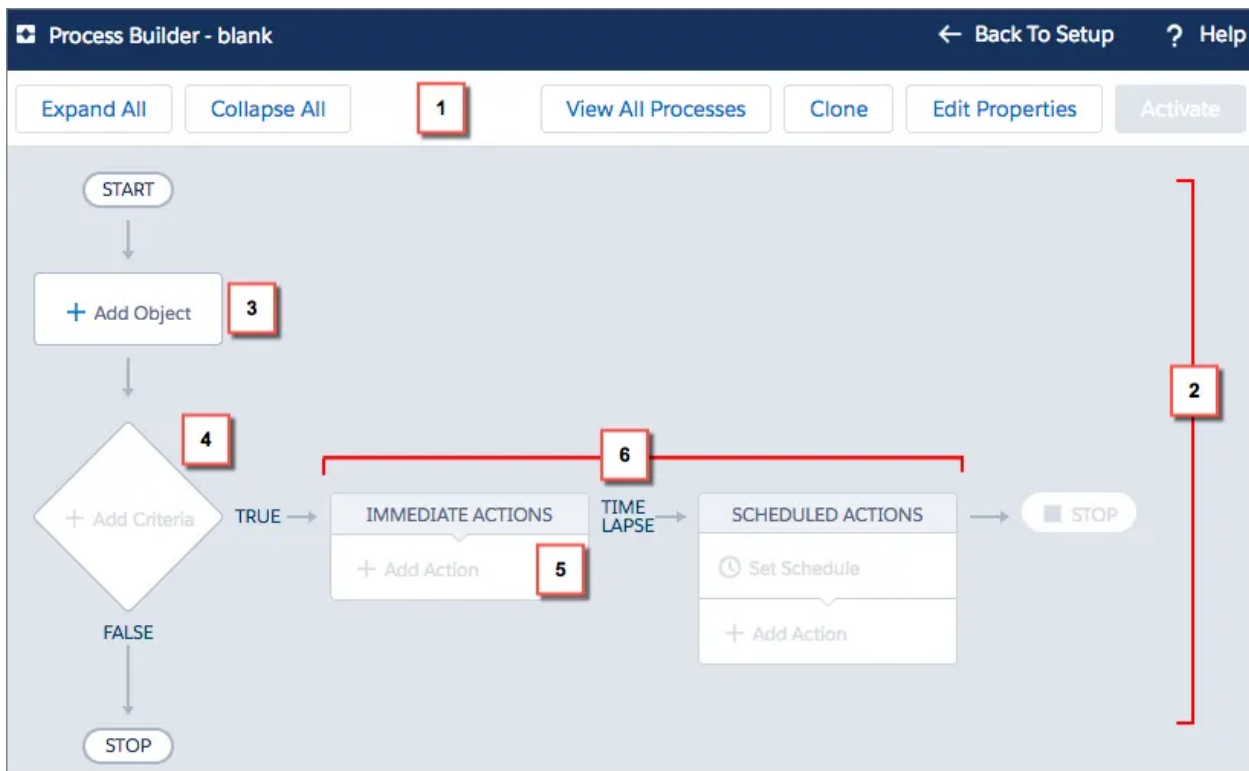 Process Builder - blank
← Back To Setup
? Help
Expand All
Collapse All
1
View All Processes
Clone
Edit Properties
Activate
START
+ Add Object
3
2
4
6
+ Add Criteria
TRUE
IMMEDIATE ACTIONS
TIME
LAPSE
SCHEDULED ACTIONS
STOP
+ Add Action
5
Set Schedule
+ Add Action
FALSE
STOP